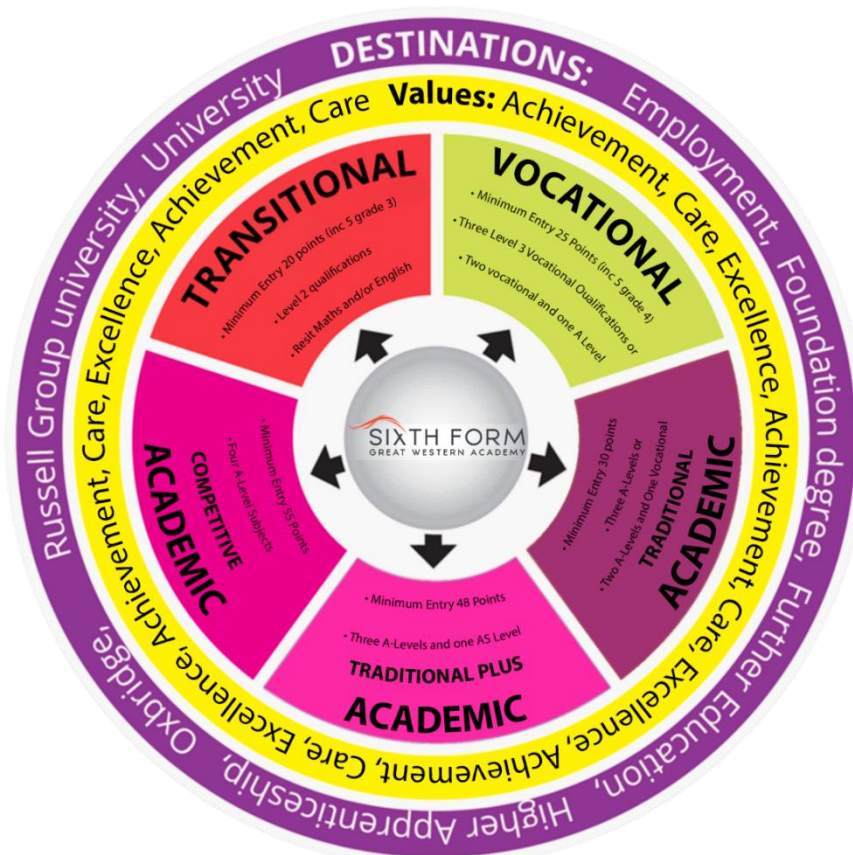 DESTINATIONS: Employment, Foundation degree, Further Education, Higher Apprenticeship, Oxbridge, Russell Group university, University
Values: Achievement, Care, Excellence, Achievement, Care, Excellence, Achievement, Care, Excellence, Achievement, Care, Excellence, Achievement, Care, Excellence, Achievement, Care
TRANSITIONAL
• Minimum Entry 20 points (inc 5 grade 3)
• Level 2 qualifications
• Resit Maths and/or English
VOCATIONAL
• Minimum Entry 25 Points (inc 5 grade 4)
• Three Level 3 Vocational Qualifications or
• Two vocational and one A Level
• Minimum Entry 30 points
• Three A-Levels or
• Two A-Levels and One Vocational
TRADITIONAL
ACADEMIC
• Minimum Entry 48 Points
• Three A-Levels and one AS Level
TRADITIONAL PLUS
ACADEMIC
• Minimum Entry 55 Points
• Four A-Level Subjects
COMPETITIVE
ACADEMIC
SIXTH FORM
GREAT WESTERN ACADEMY